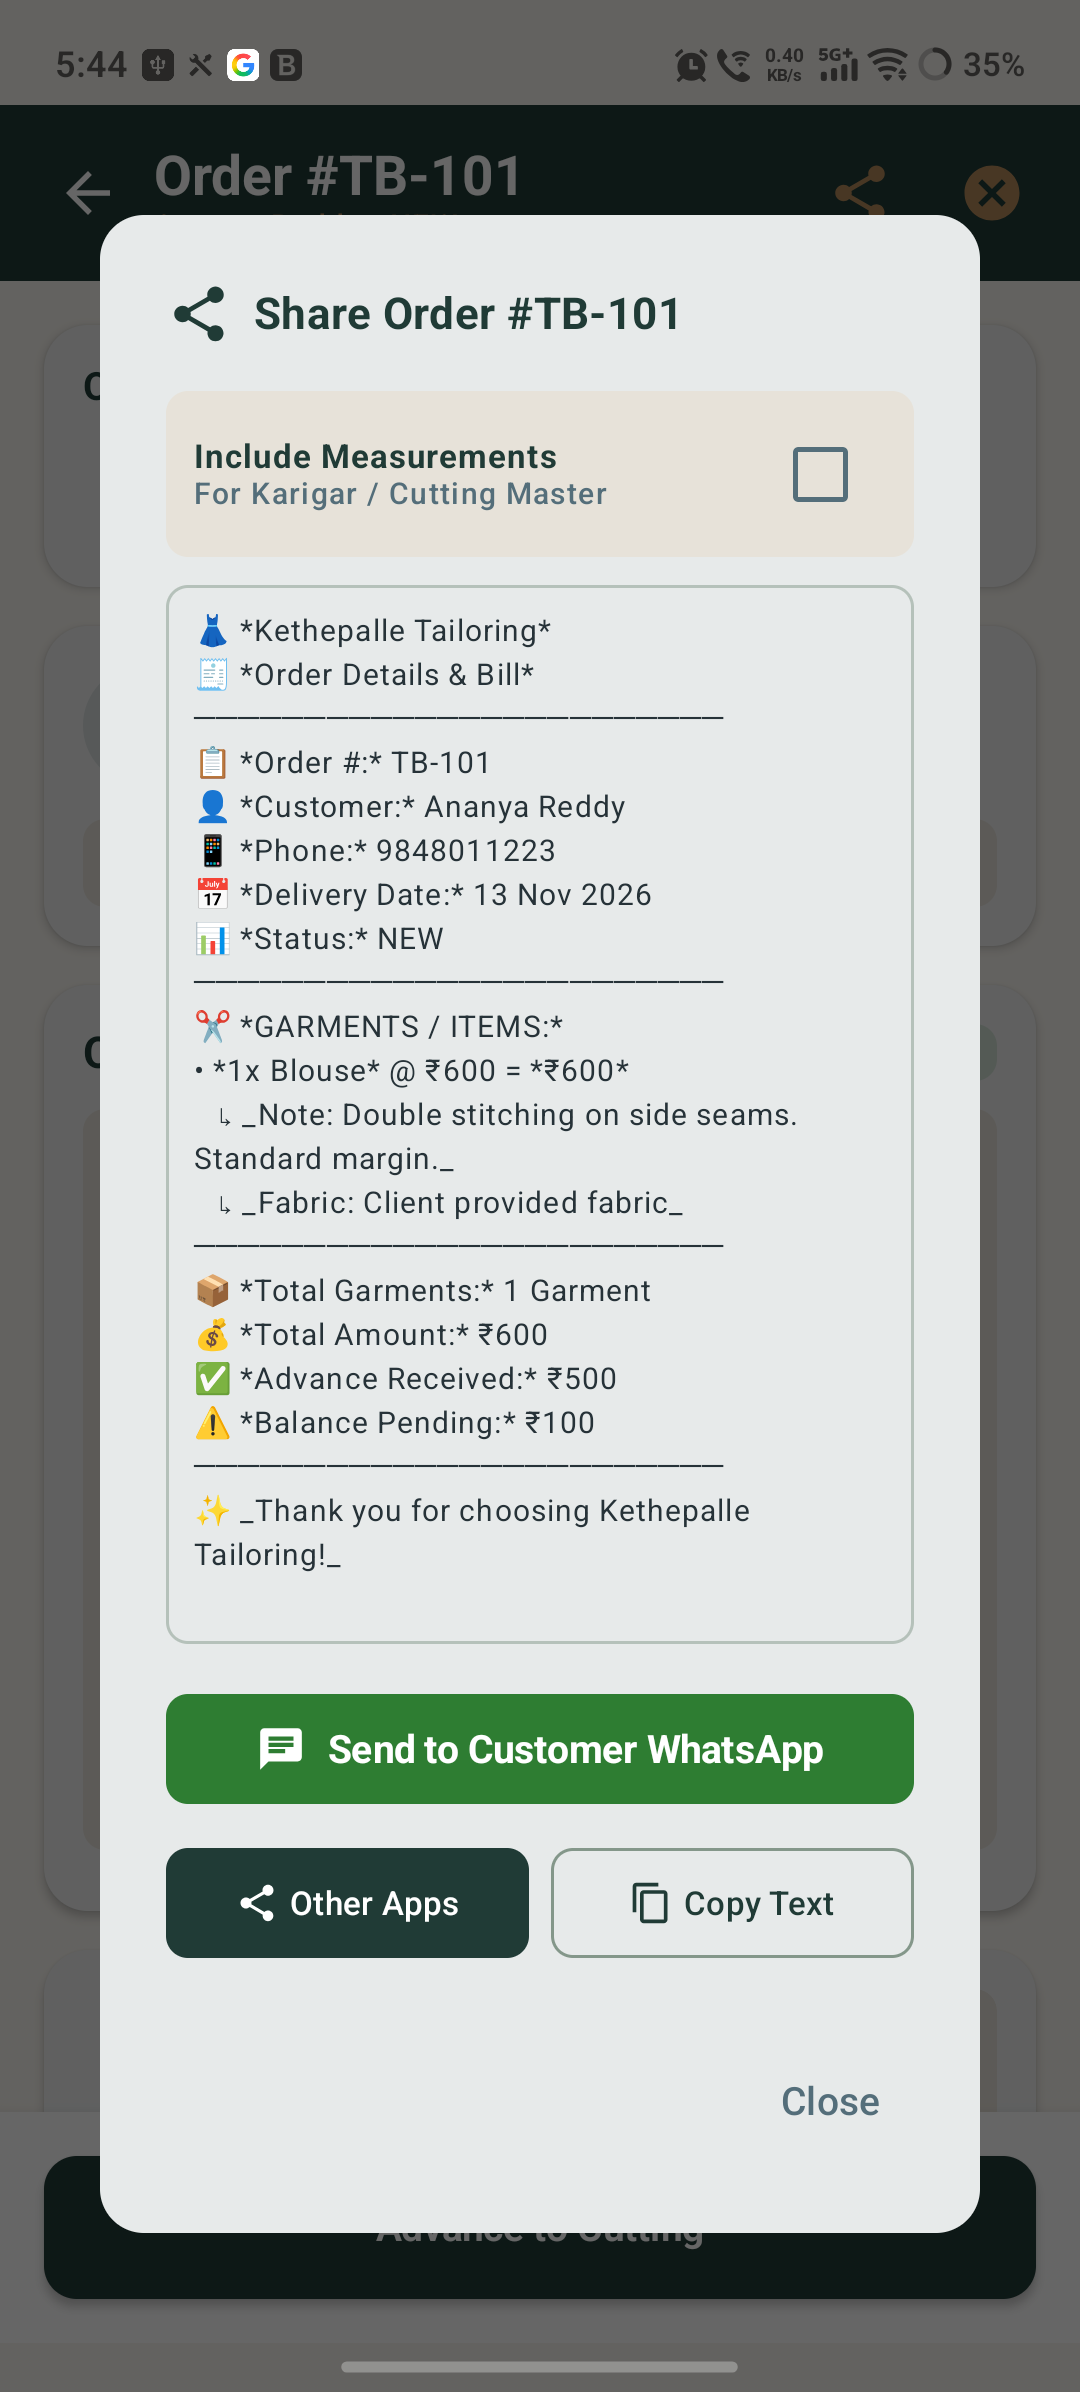 5:44
0.40
KB/s
5G+
35%
Order #TB-101
Share Order #TB-101
Include Measurements
For Karigar / Cutting Master
👗 *Kethepalle Tailoring*
🧾 *Order Details & Bill*
────────────────────────
📋 *Order #:* TB-101
👤 *Customer:* Ananya Reddy
📱 *Phone:* 9848011223
📅 *Delivery Date:* 13 Nov 2026
📊 *Status:* NEW
────────────────────────
✂️ *GARMENTS / ITEMS:*
• *1x Blouse* @ ₹600 = *₹600*
↳ _Note: Double stitching on side seams.
Standard margin._
↳ _Fabric: Client provided fabric_
────────────────────────
📦 *Total Garments:* 1 Garment
💰 *Total Amount:* ₹600
✅ *Advance Received:* ₹500
⚠️ *Balance Pending:* ₹100
────────────────────────
✨ _Thank you for choosing Kethepalle
Tailoring!_
Send to Customer WhatsApp
Other Apps
Copy Text
Close
Advance to Cutting